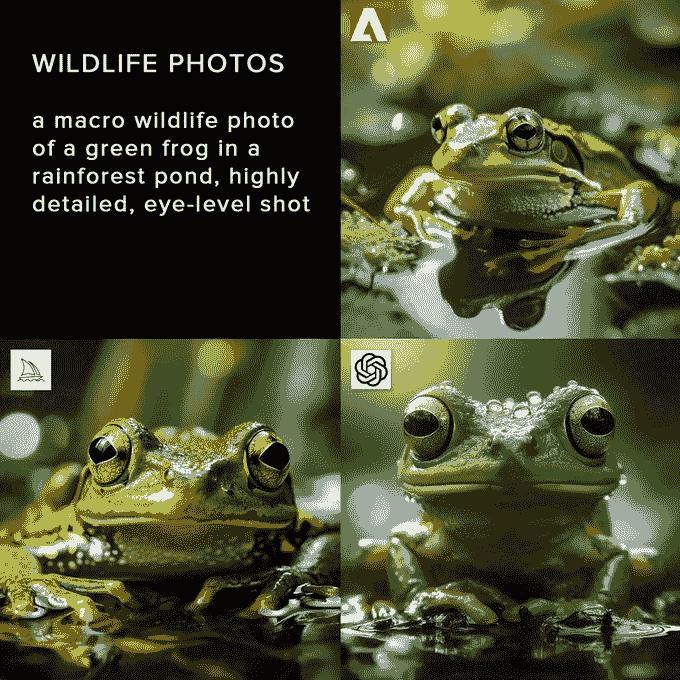 WILDLIFE PHOTOS
a macro wildlife photo
of a green frog in a
rainforest pond, highly
detailed, eye-level shot